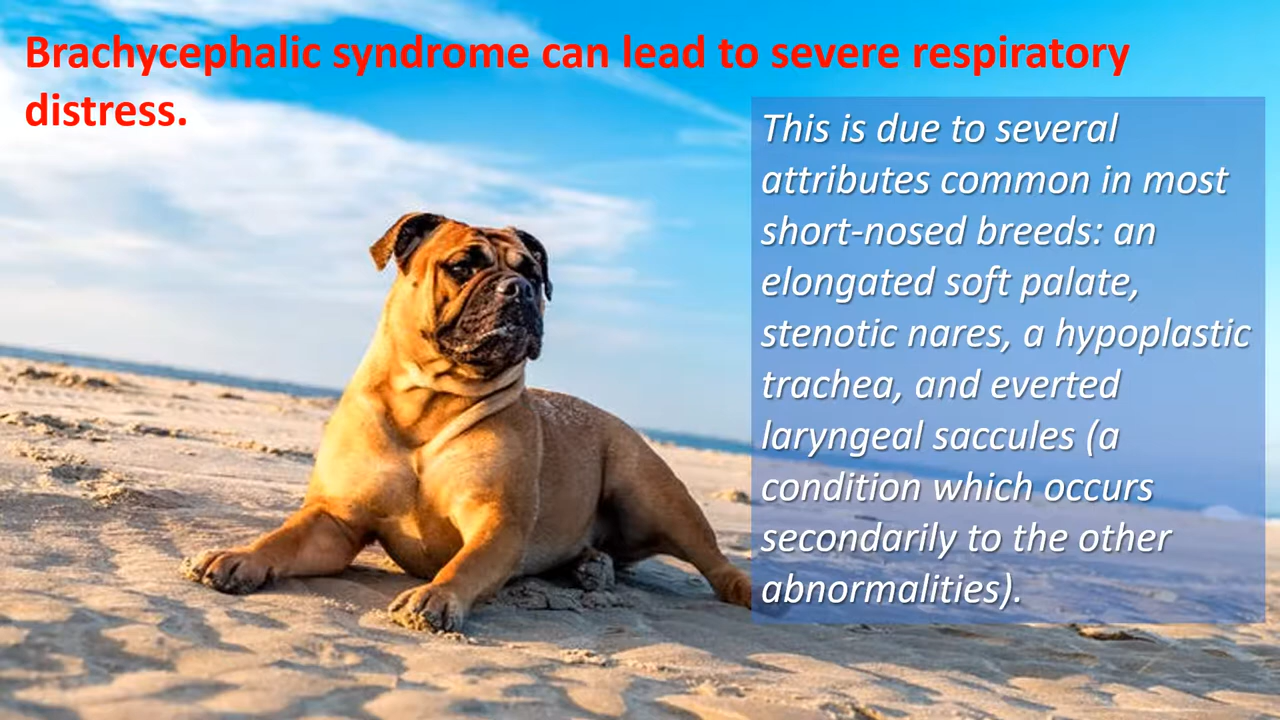 Brachycephalic syndrome can lead to severe respiratory
distress.
This is due to several
attributes common in most
short-nosed breeds: an
elongated soft palate,
stenotic nares, a hypoplastic
trachea, and everted
laryngeal saccules (a
condition which occurs
secondarily to the other
abnormalities).